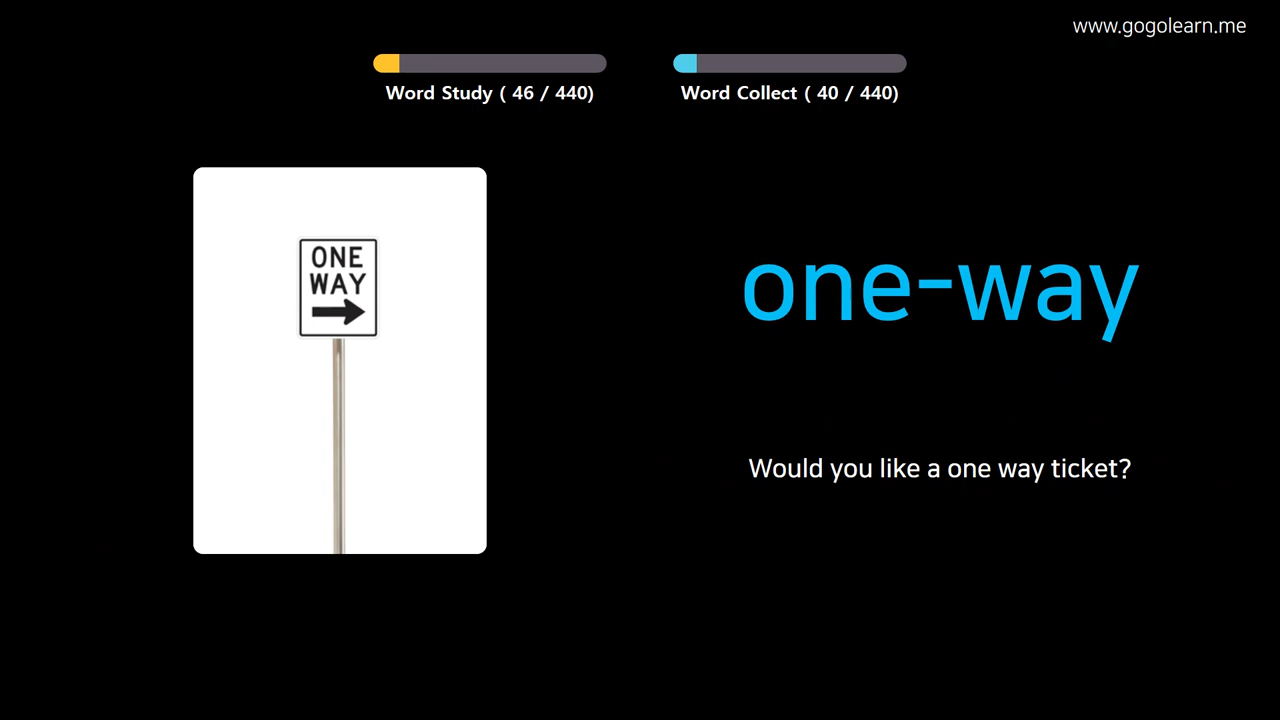 www.gogolearn.me
Word Study ( 46 / 440)
Word Collect ( 40 / 440)
ONE
WAY
one-way
Would you like a one way ticket?